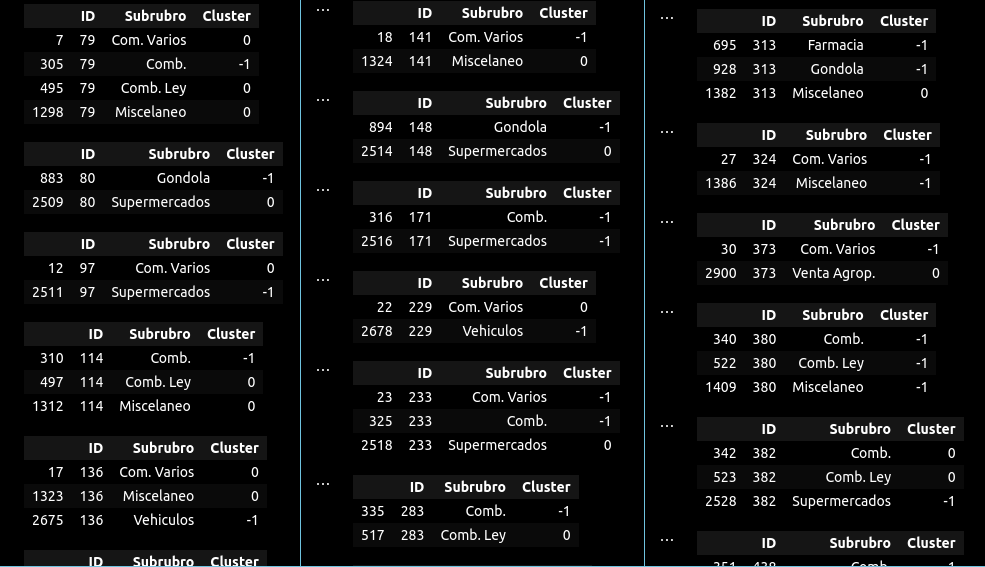 ID Subrubro Cluster
7 79 Com. Varios 0
305 79 Comb. -1
495 79 Comb. Ley 0
1298 79 Miscelaneo 0
ID Subrubro Cluster
883 80 Gondola -1
2509 80 Supermercados 0
ID Subrubro Cluster
12 97 Com. Varios 0
2511 97 Supermercados -1
ID Subrubro Cluster
310 114 Comb. -1
497 114 Comb. Ley 0
1312 114 Miscelaneo 0
ID Subrubro Cluster
17 136 Com. Varios 0
1323 136 Miscelaneo 0
2675 136 Vehiculos -1
ID Subrubro Cluster
... ID Subrubro Cluster
18 141 Com. Varios -1
1324 141 Miscelaneo 0
... ID Subrubro Cluster
894 148 Gondola -1
2514 148 Supermercados 0
... ID Subrubro Cluster
316 171 Comb. -1
2516 171 Supermercados -1
... ID Subrubro Cluster
22 229 Com. Varios 0
2678 229 Vehiculos -1
... ID Subrubro Cluster
23 233 Com. Varios -1
325 233 Comb. -1
2518 233 Supermercados 0
... ID Subrubro Cluster
335 283 Comb. -1
517 283 Comb. Ley 0
... ID Subrubro Cluster
695 313 Farmacia -1
928 313 Gondola -1
1382 313 Miscelaneo 0
... ID Subrubro Cluster
27 324 Com. Varios -1
1386 324 Miscelaneo -1
... ID Subrubro Cluster
30 373 Com. Varios -1
2900 373 Venta Agrop. 0
... ID Subrubro Cluster
340 380 Comb. -1
522 380 Comb. Ley -1
1409 380 Miscelaneo -1
... ID Subrubro Cluster
342 382 Comb. 0
523 382 Comb. Ley 0
2528 382 Supermercados -1
... ID Subrubro Cluster